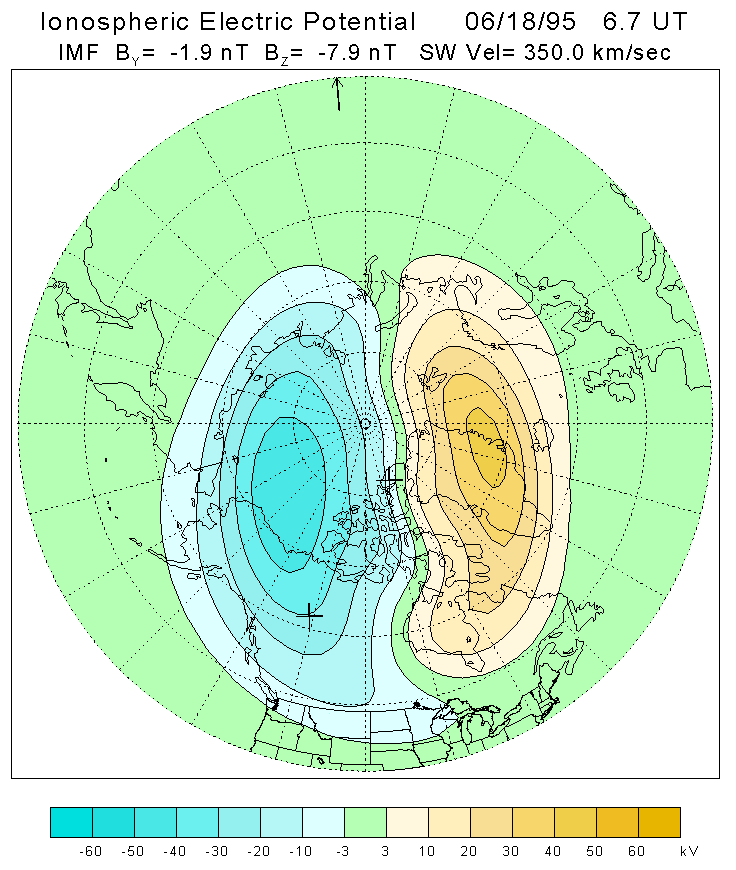 Ionospheric Electric Potential 06/18/95 6.7 UT
IMF BY= -1.9 nT BZ= -7.9 nT SW Vel= 350.0 km/sec
-60 -50 -40 -30 -20 -10 -3 3 10 20 30 40 50 60 kV